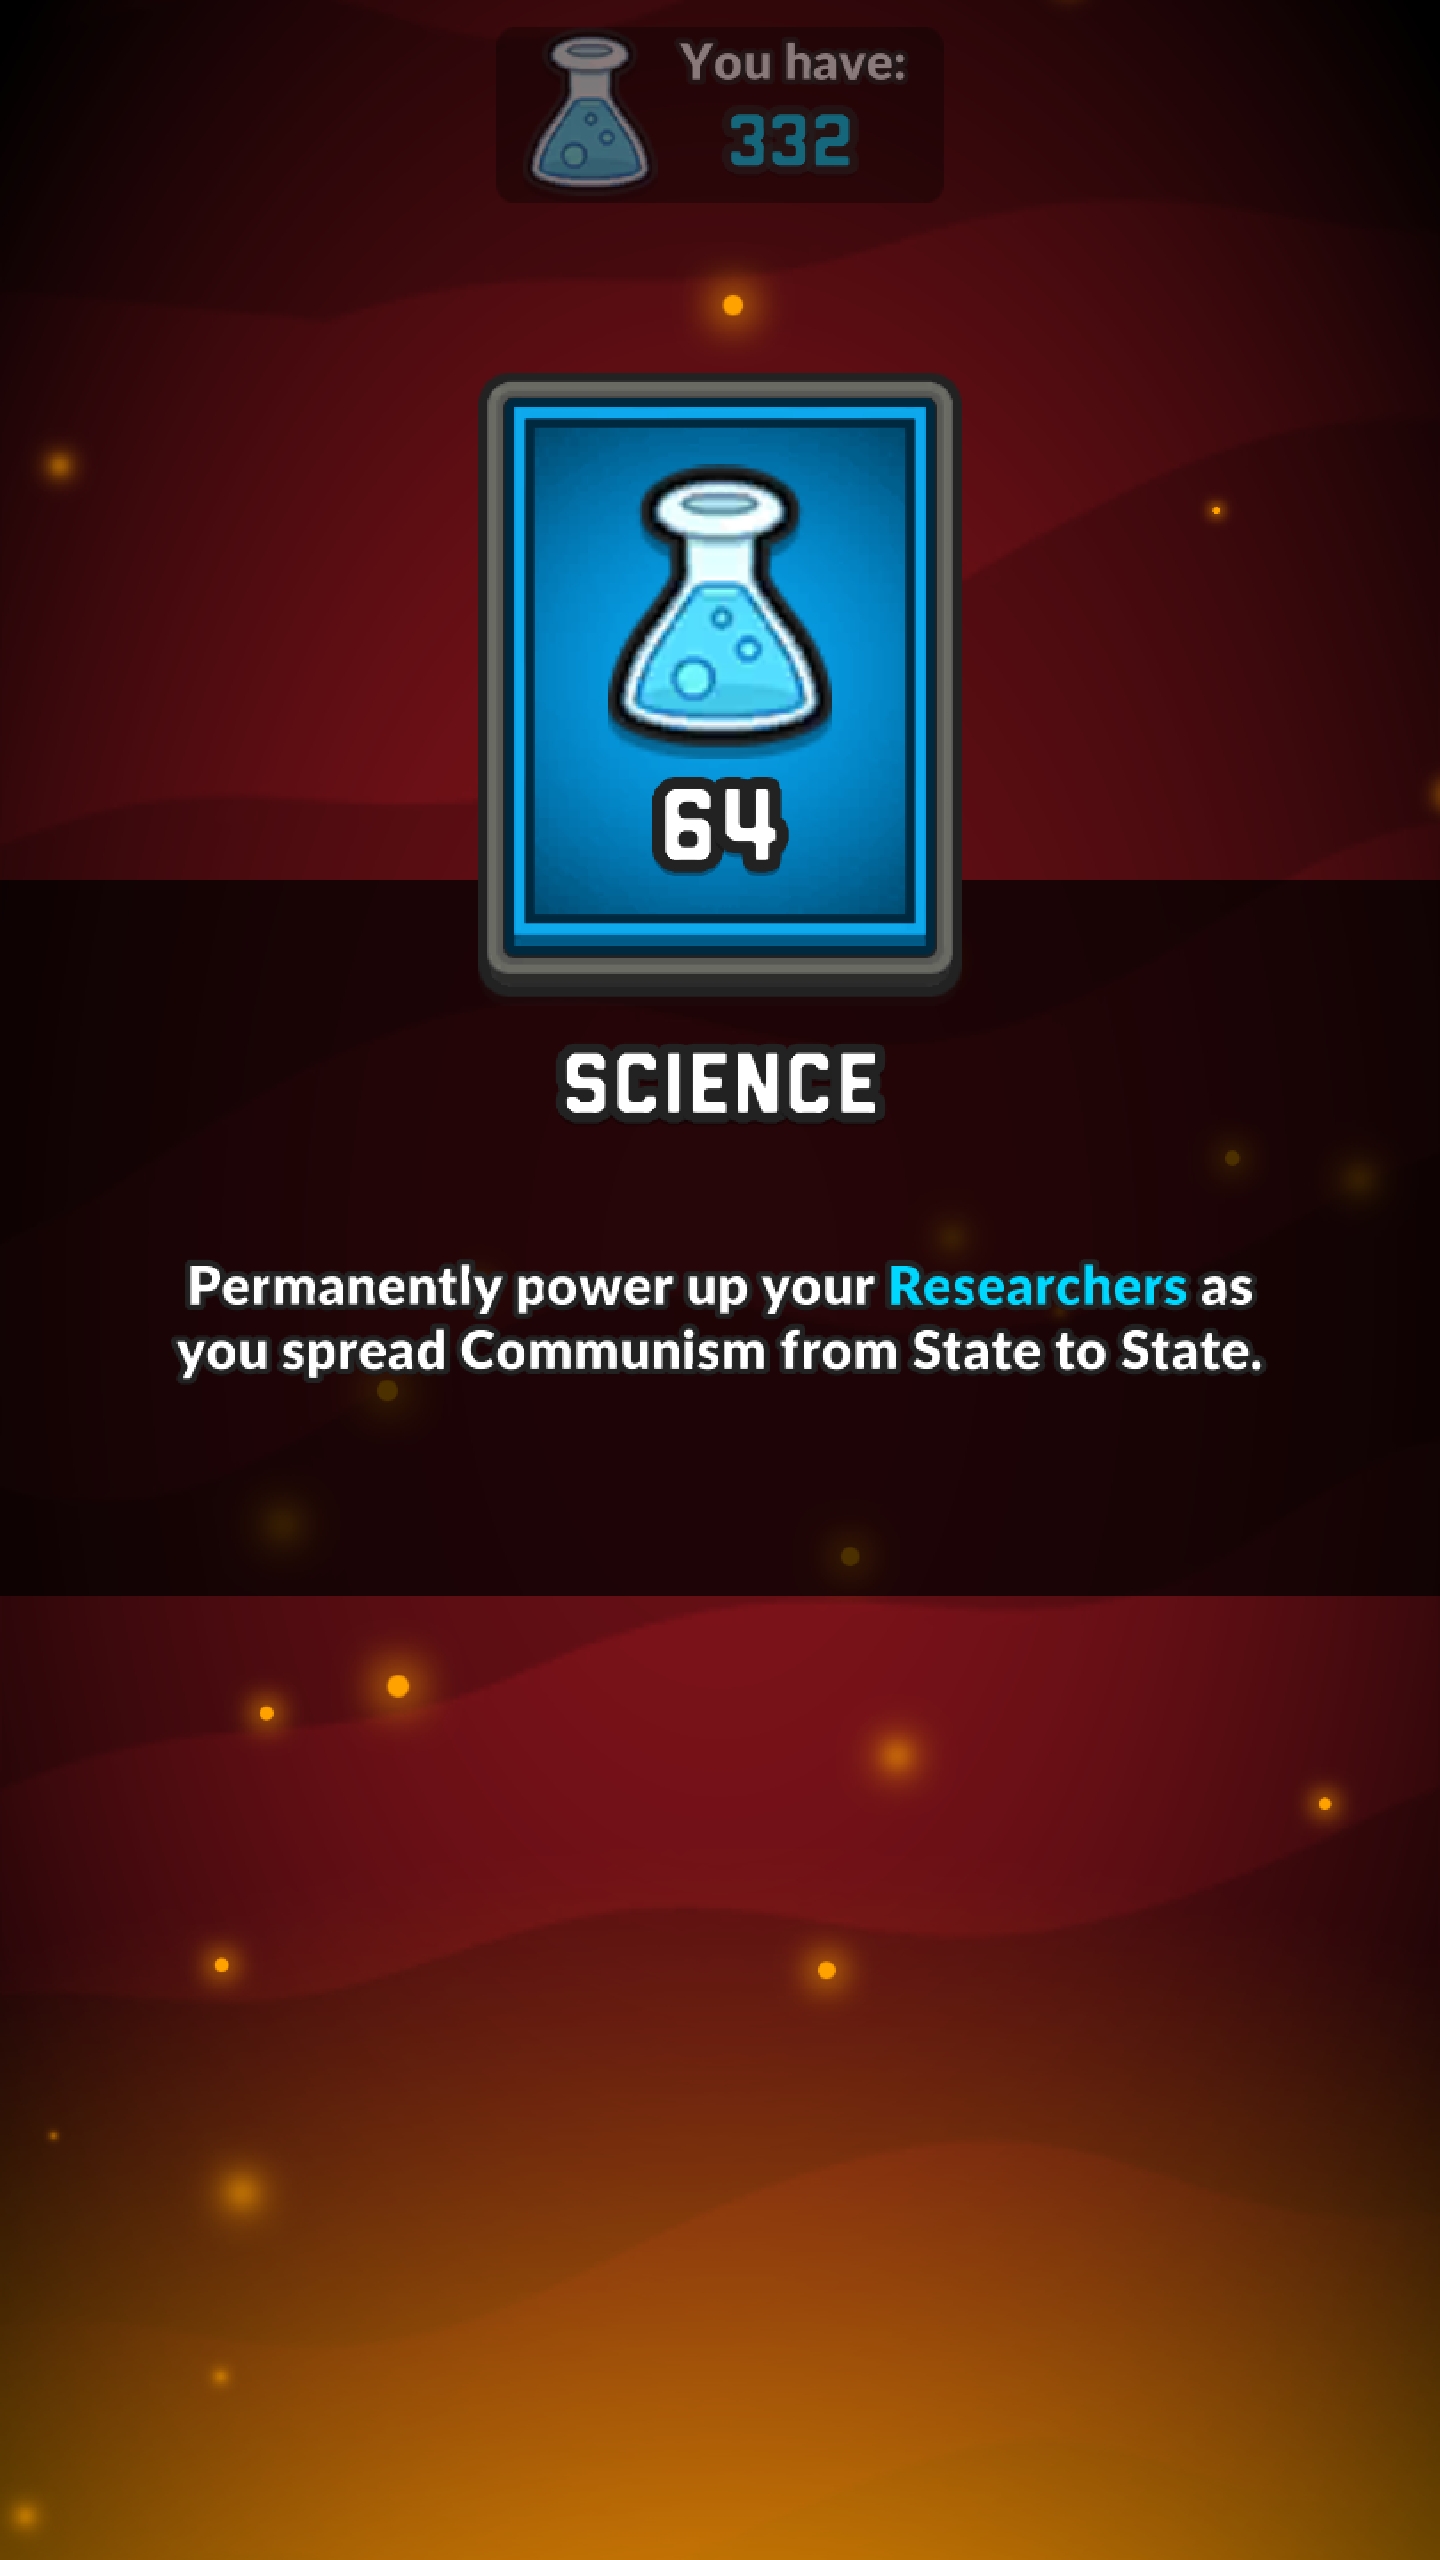 You have:
332
64
SCIENCE
Permanently power up your Researchers as
you spread Communism from State to State.